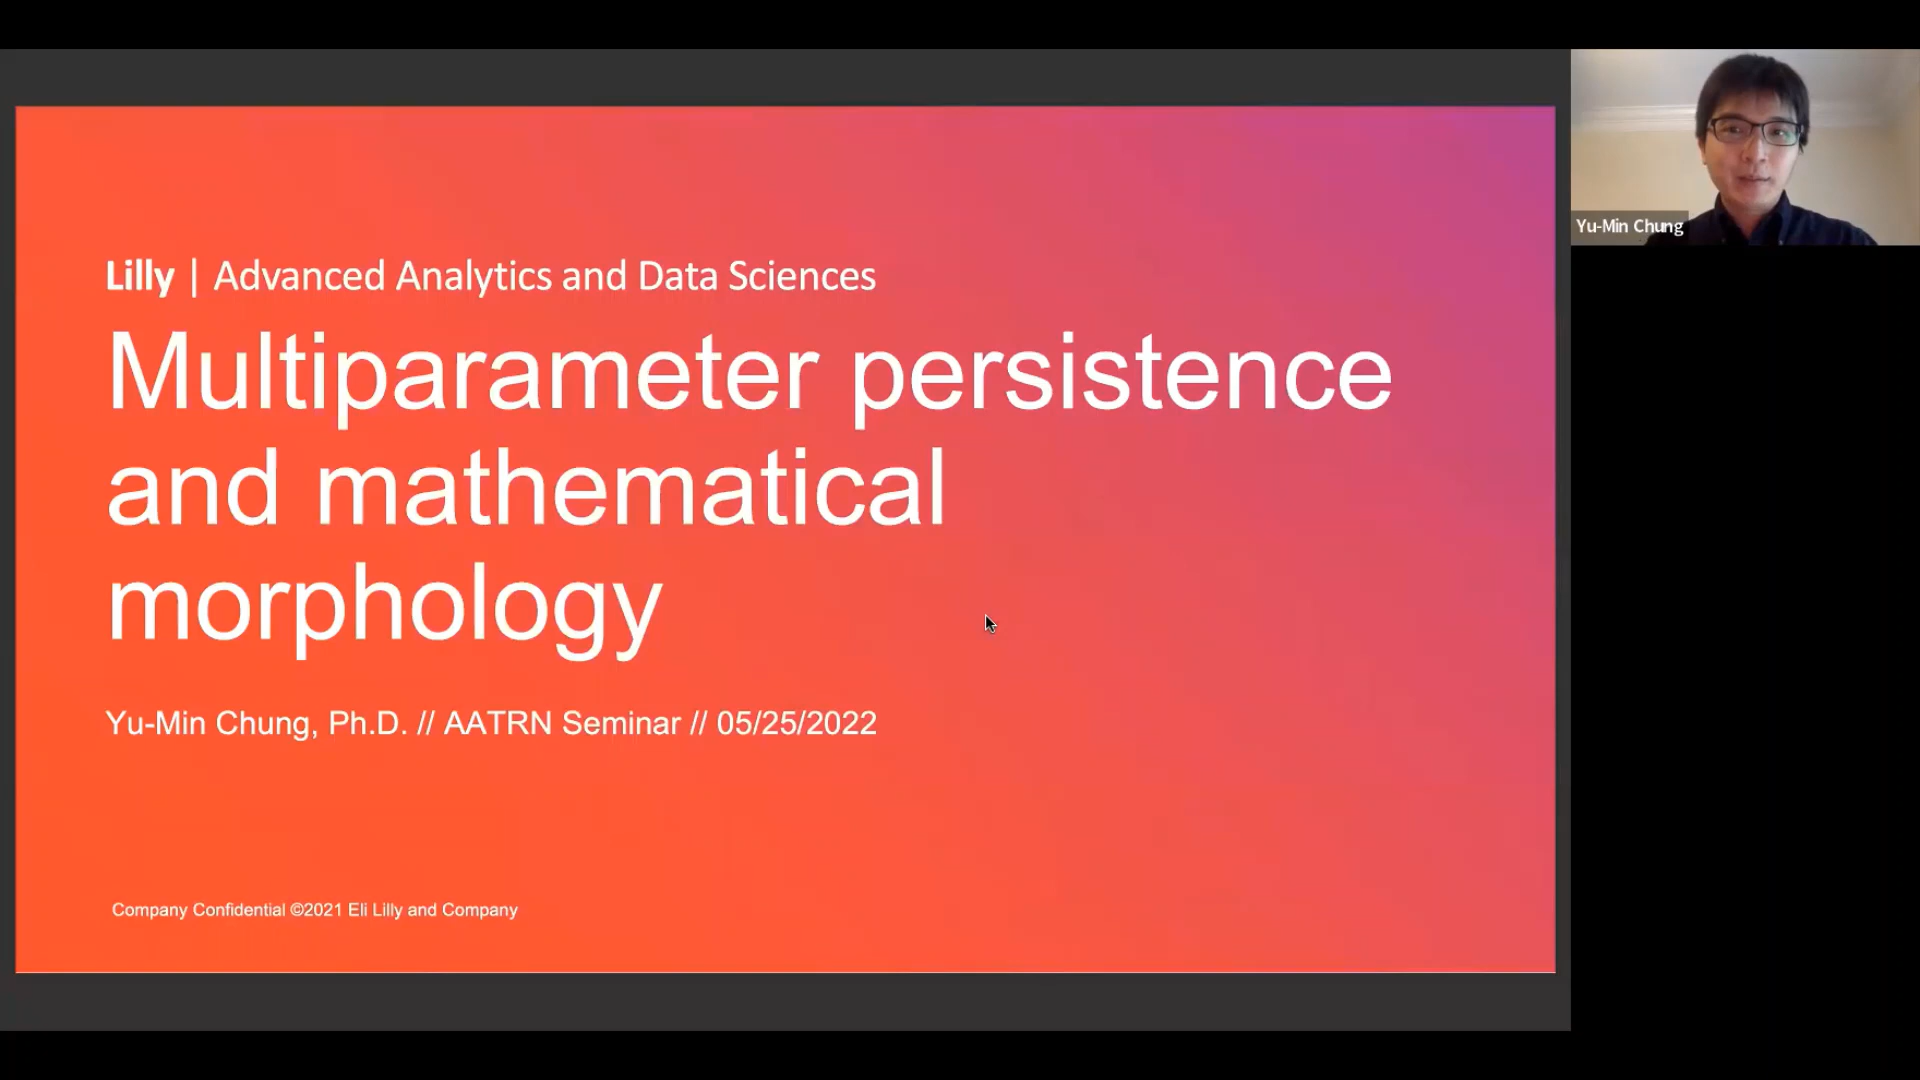 Lilly | Advanced Analytics and Data Sciences
Multiparameter persistence
and mathematical
morphology
Yu-Min Chung, Ph.D. // AATRN Seminar // 05/25/2022
Company Confidential ©2021 Eli Lilly and Company
Yu-Min Chung